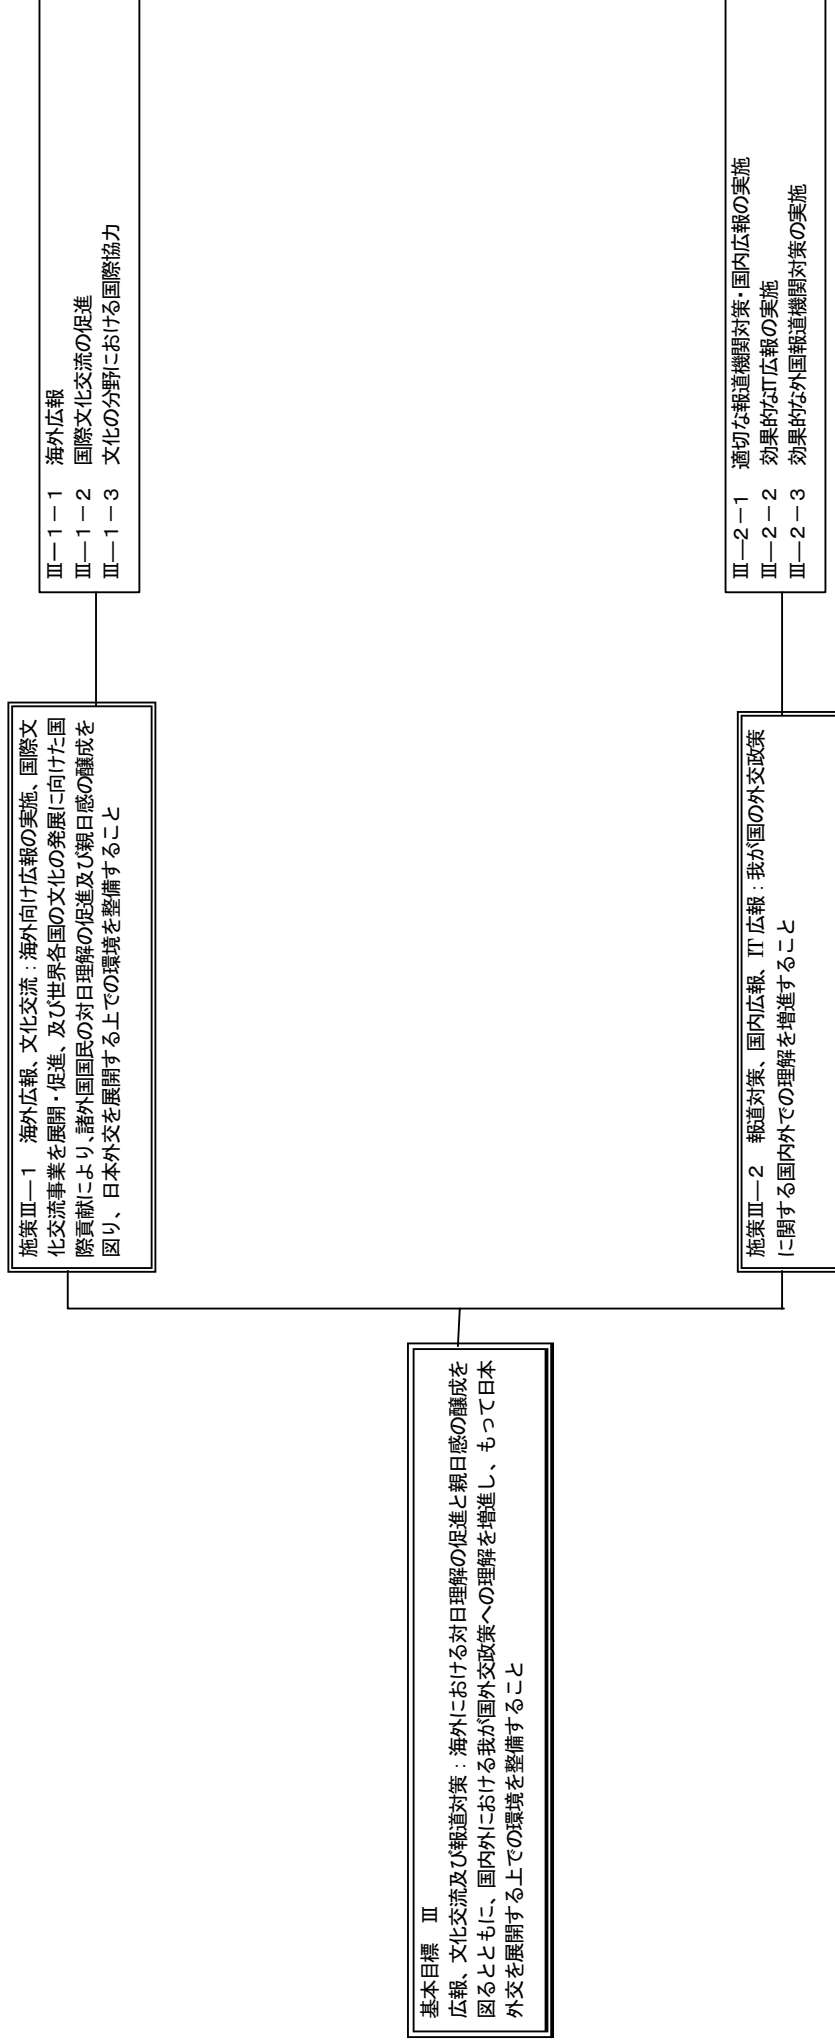 基本目標 Ⅲ
広報、文化交流及び報道対策：海外における対日理解の促進と親日感の醸成を
図るとともに、国内外における我が国外交政策への理解を増進し、もって日本
外交を展開する上での環境を整備すること
施策Ⅲ―１ 海外広報、文化交流：海外向け広報の実施、国際文
化交流事業を展開・促進、及び世界各国の文化の発展に向けた国
際貢献により、諸外国国民の対日理解の促進及び親日感の醸成を
図り、日本外交を展開する上での環境を整備すること
Ⅲ―１－１ 海外広報
Ⅲ―１－２ 国際文化交流の促進
Ⅲ―１－３ 文化の分野における国際協力
施策Ⅲ―２ 報道対策、国内広報、IT 広報：我が国の外交政策
に関する国内外での理解を増進すること
Ⅲ―２－１ 適切な報道機関対策・国内広報の実施
Ⅲ―２－２ 効果的なIT広報の実施
Ⅲ―２－３ 効果的な外国報道機関対策の実施